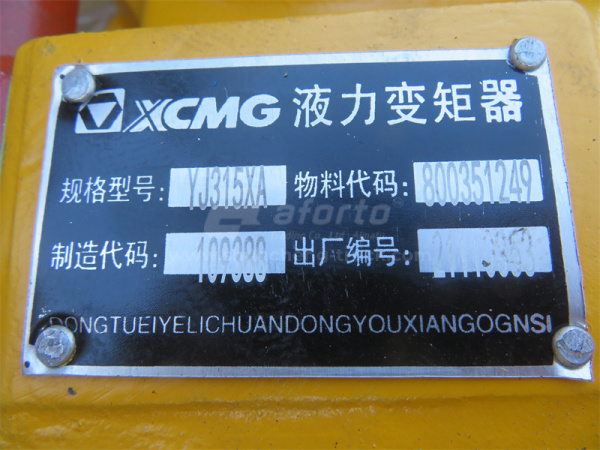 XCMG 液力变矩器
规格型号: YJ315XA 物料代码: 800351249
制造代码: 109388 出厂编号:
aforto
DONGTUEIYELICHUANDONGYOUXIANGOGNSI